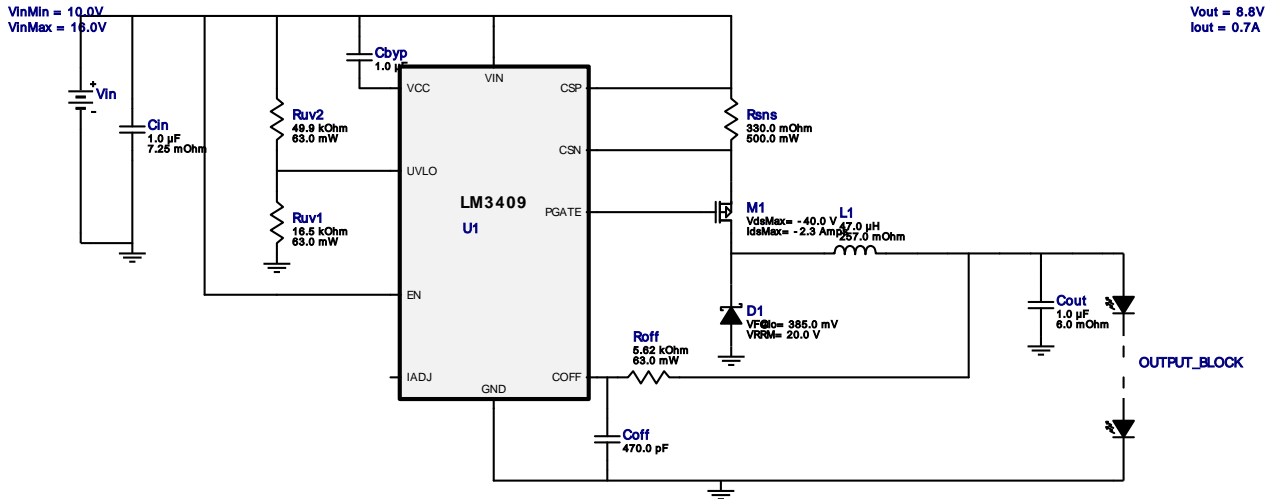 VinMin = 10.0V
VinMax = 16.0V
Vout = 8.8V
Iout = 0.7A
Cbyp
1.0 µF
VIN
VCC
CSP
Vin
+
-
Cin
1.0 µF
7.25 mOhm
Ruv2
49.9 kOhm
63.0 mW
Rsns
330.0 mOhm
500.0 mW
CSN
UVLO
LM3409
U1
PGATE
Ruv1
16.5 kOhm
63.0 mW
M1
VdsMax= -40.0 V
IdsMax= -2.3 Amps
L1
47.0 µH
257.0 mOhm
EN
D1
VF@Io= 385.0 mV
VRRM= 20.0 V
Cout
1.0 µF
6.0 mOhm
Roff
5.62 kOhm
63.0 mW
OUTPUT_BLOCK
IADJ
COFF
GND
Coff
470.0 pF